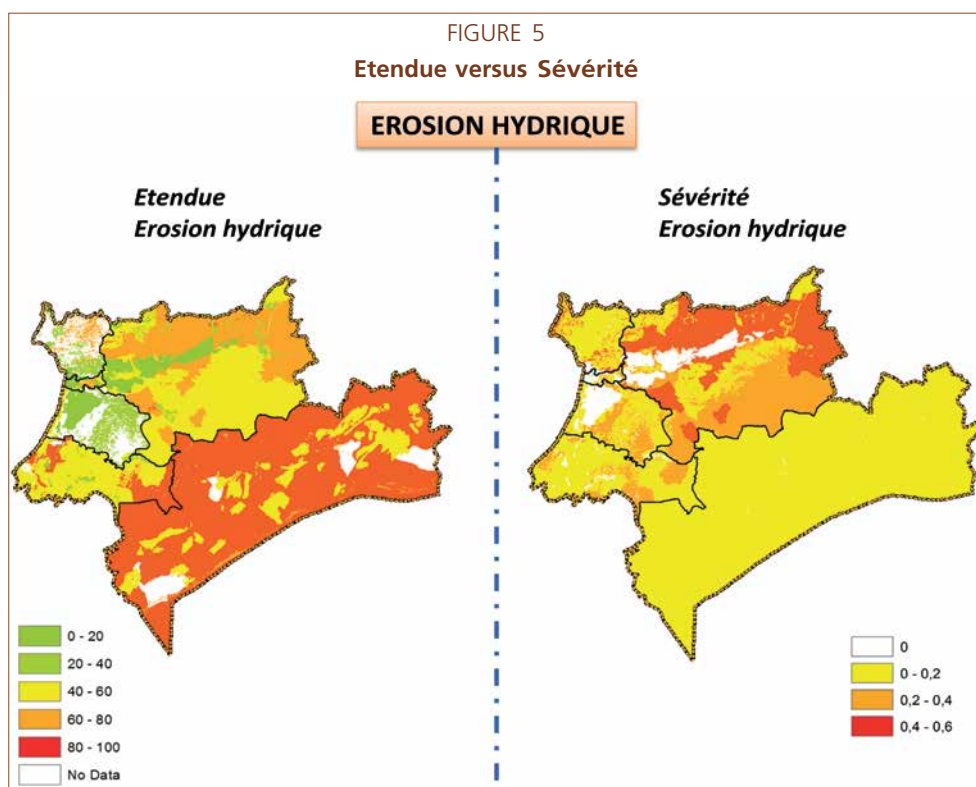 FIGURE 5
Etendue versus Sévérité
EROSION HYDRIQUE
Etendue
Erosion hydrique
0 - 20
20 - 40
40 - 60
60 - 80
80 - 100
No Data
Sévérité
Erosion hydrique
0
0 - 0,2
0,2 - 0,4
0,4 - 0,6